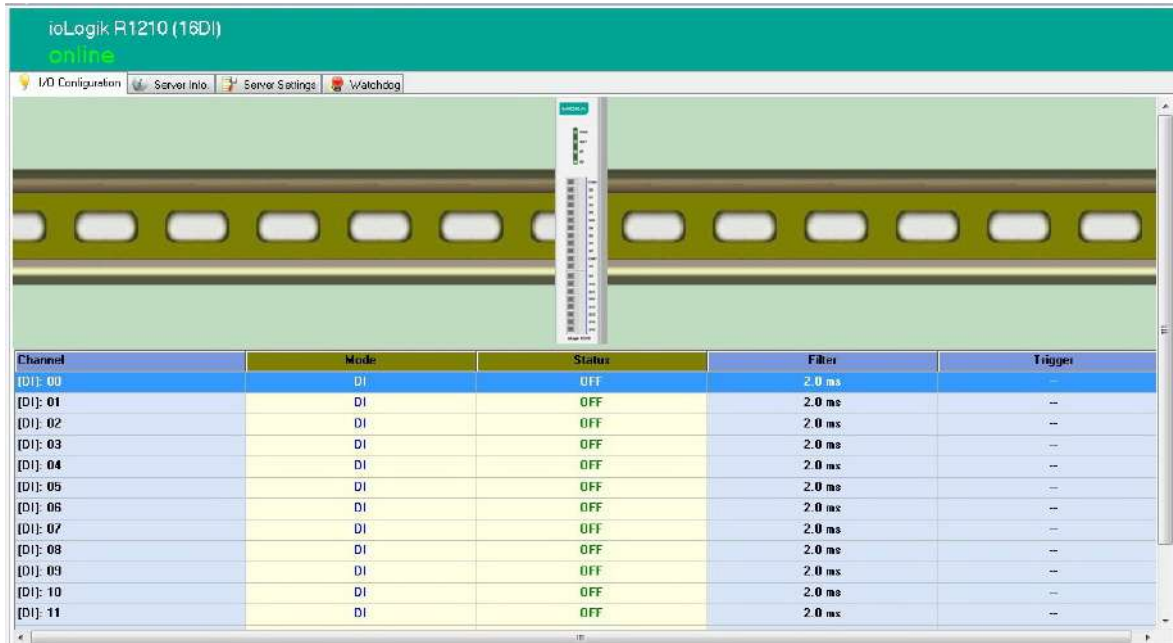 ioLogik R1210 (16DI)
online
I/O Configuration Server Info. Server Settings Watchdog
MOXA
Channel Mode Status Filter Trigger
[DI]: 00 DI OFF 2.0 ms --
[DI]: 01 DI OFF 2.0 ms --
[DI]: 02 DI OFF 2.0 ms --
[DI]: 03 DI OFF 2.0 ms --
[DI]: 04 DI OFF 2.0 ms --
[DI]: 05 DI OFF 2.0 ms --
[DI]: 06 DI OFF 2.0 ms --
[DI]: 07 DI OFF 2.0 ms --
[DI]: 08 DI OFF 2.0 ms --
[DI]: 09 DI OFF 2.0 ms --
[DI]: 10 DI OFF 2.0 ms --
[DI]: 11 DI OFF 2.0 ms --